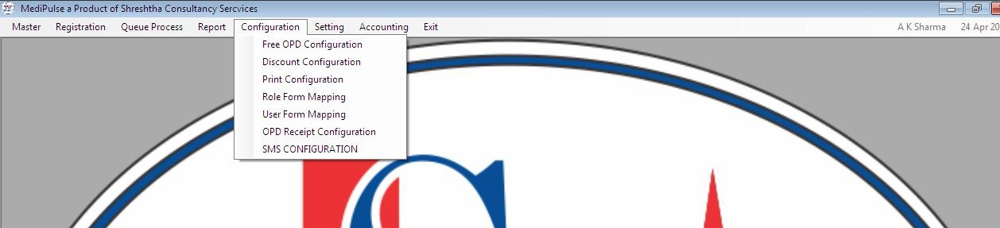 MediPulse a Product of Shreshtha Consultancy Sercvices
Master Registration Queue Process Report Configuration Setting Accounting Exit A K Sharma 24 Apr 20
Free OPD Configuration
Discount Configuration
Print Configuration
Role Form Mapping
User Form Mapping
OPD Receipt Configuration
SMS CONFIGURATION